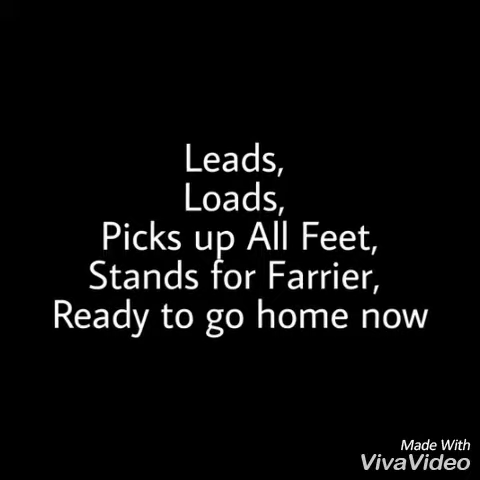 Leads,
Loads,
Picks up All Feet,
Stands for Farrier,
Ready to go home now
Made With
VivaVideo